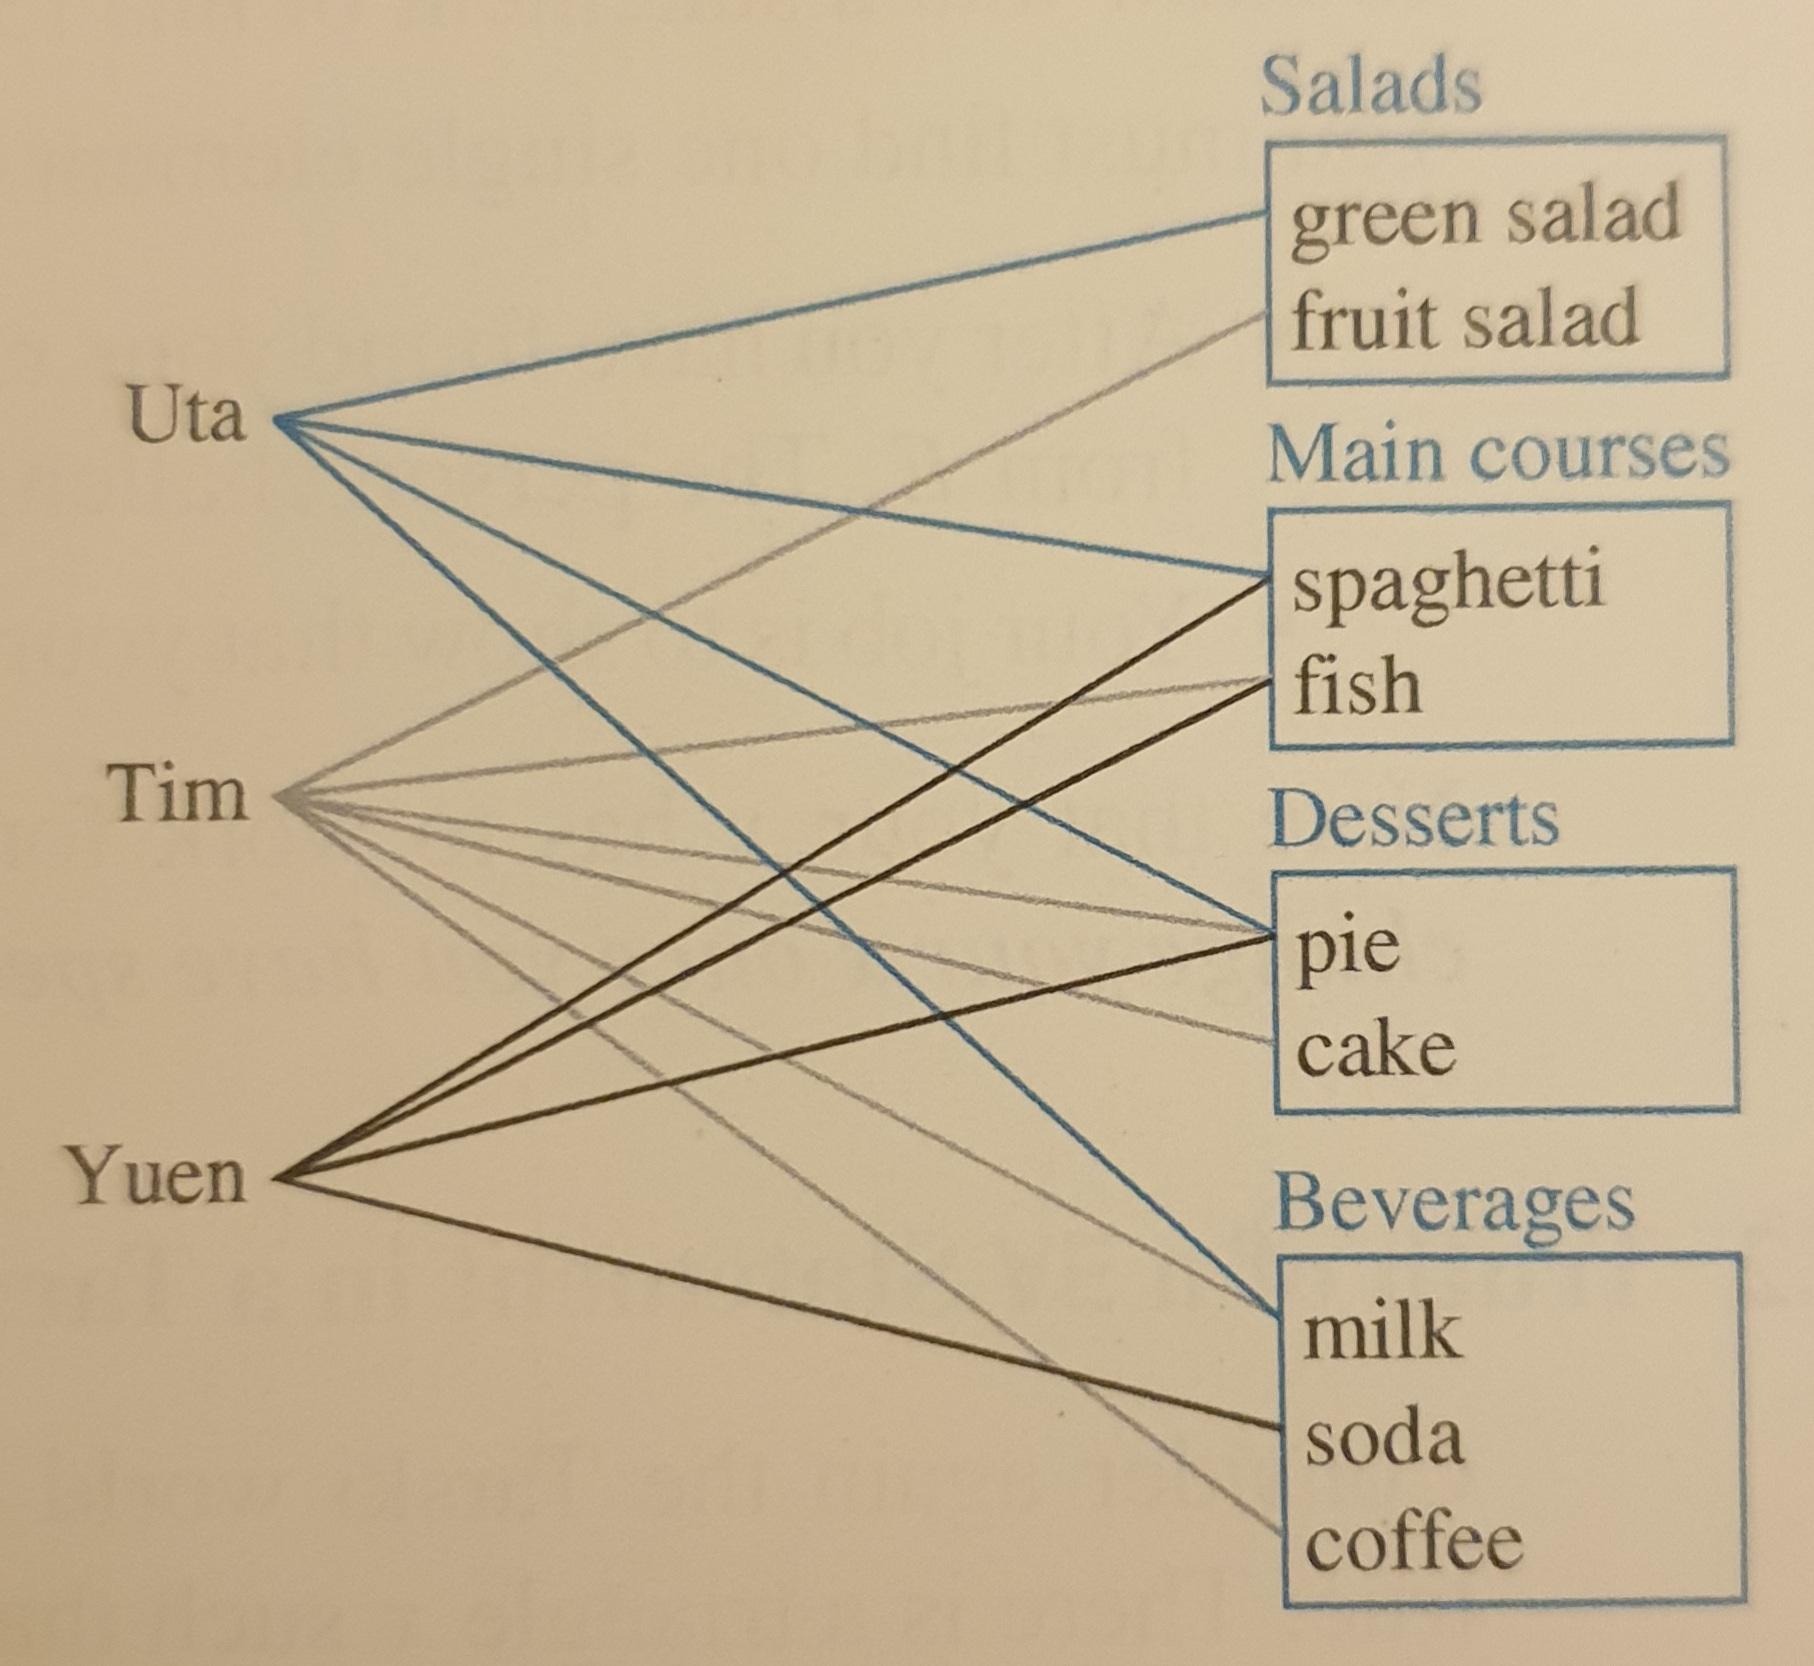 Salads
green salad
fruit salad
Uta
Main courses
spaghetti
fish
Tim
Desserts
pie
cake
Yuen
Beverages
milk
soda
coffee